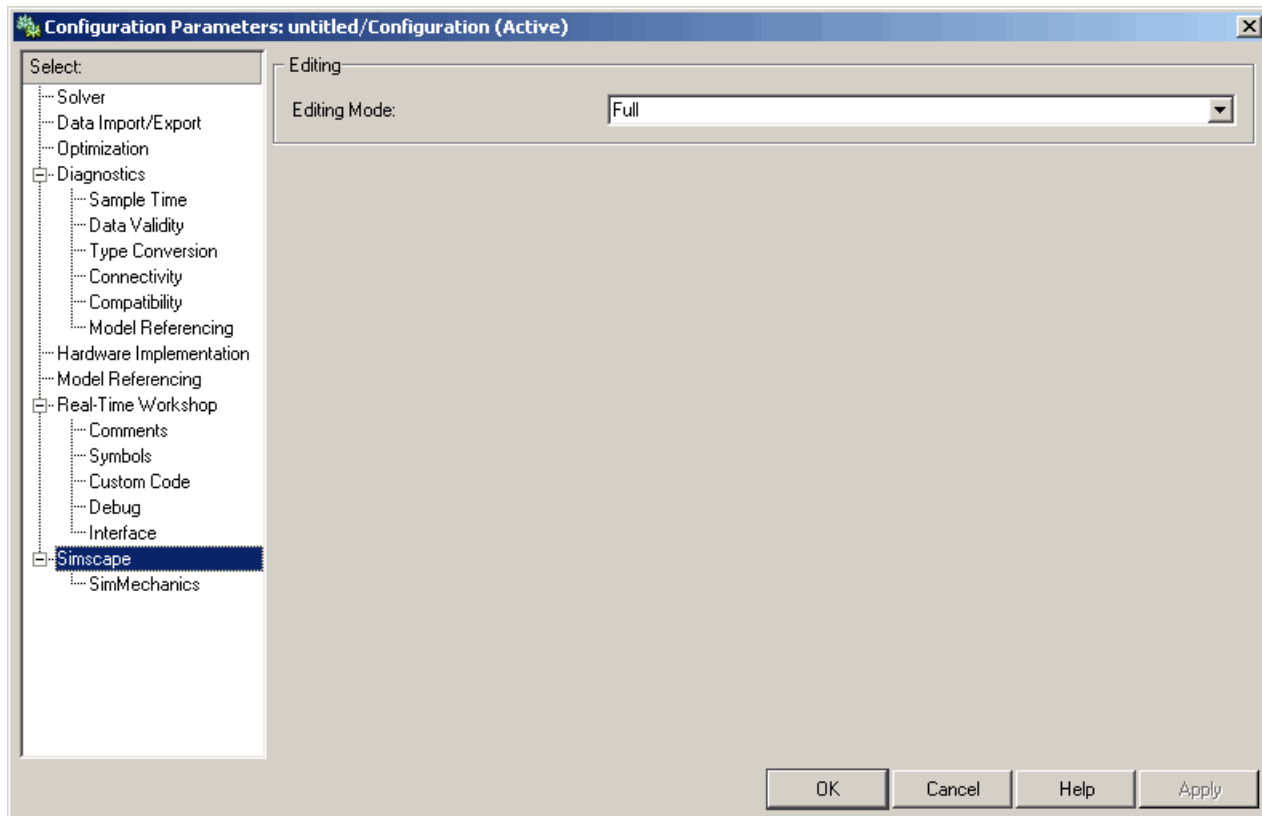 Configuration Parameters: untitled/Configuration (Active)
Select:
Solver
Data Import/Export
Optimization
Diagnostics
Sample Time
Data Validity
Type Conversion
Connectivity
Compatibility
Model Referencing
Hardware Implementation
Model Referencing
Real-Time Workshop
Comments
Symbols
Custom Code
Debug
Interface
Simscape
SimMechanics
Editing
Editing Mode: Full
OK Cancel Help Apply